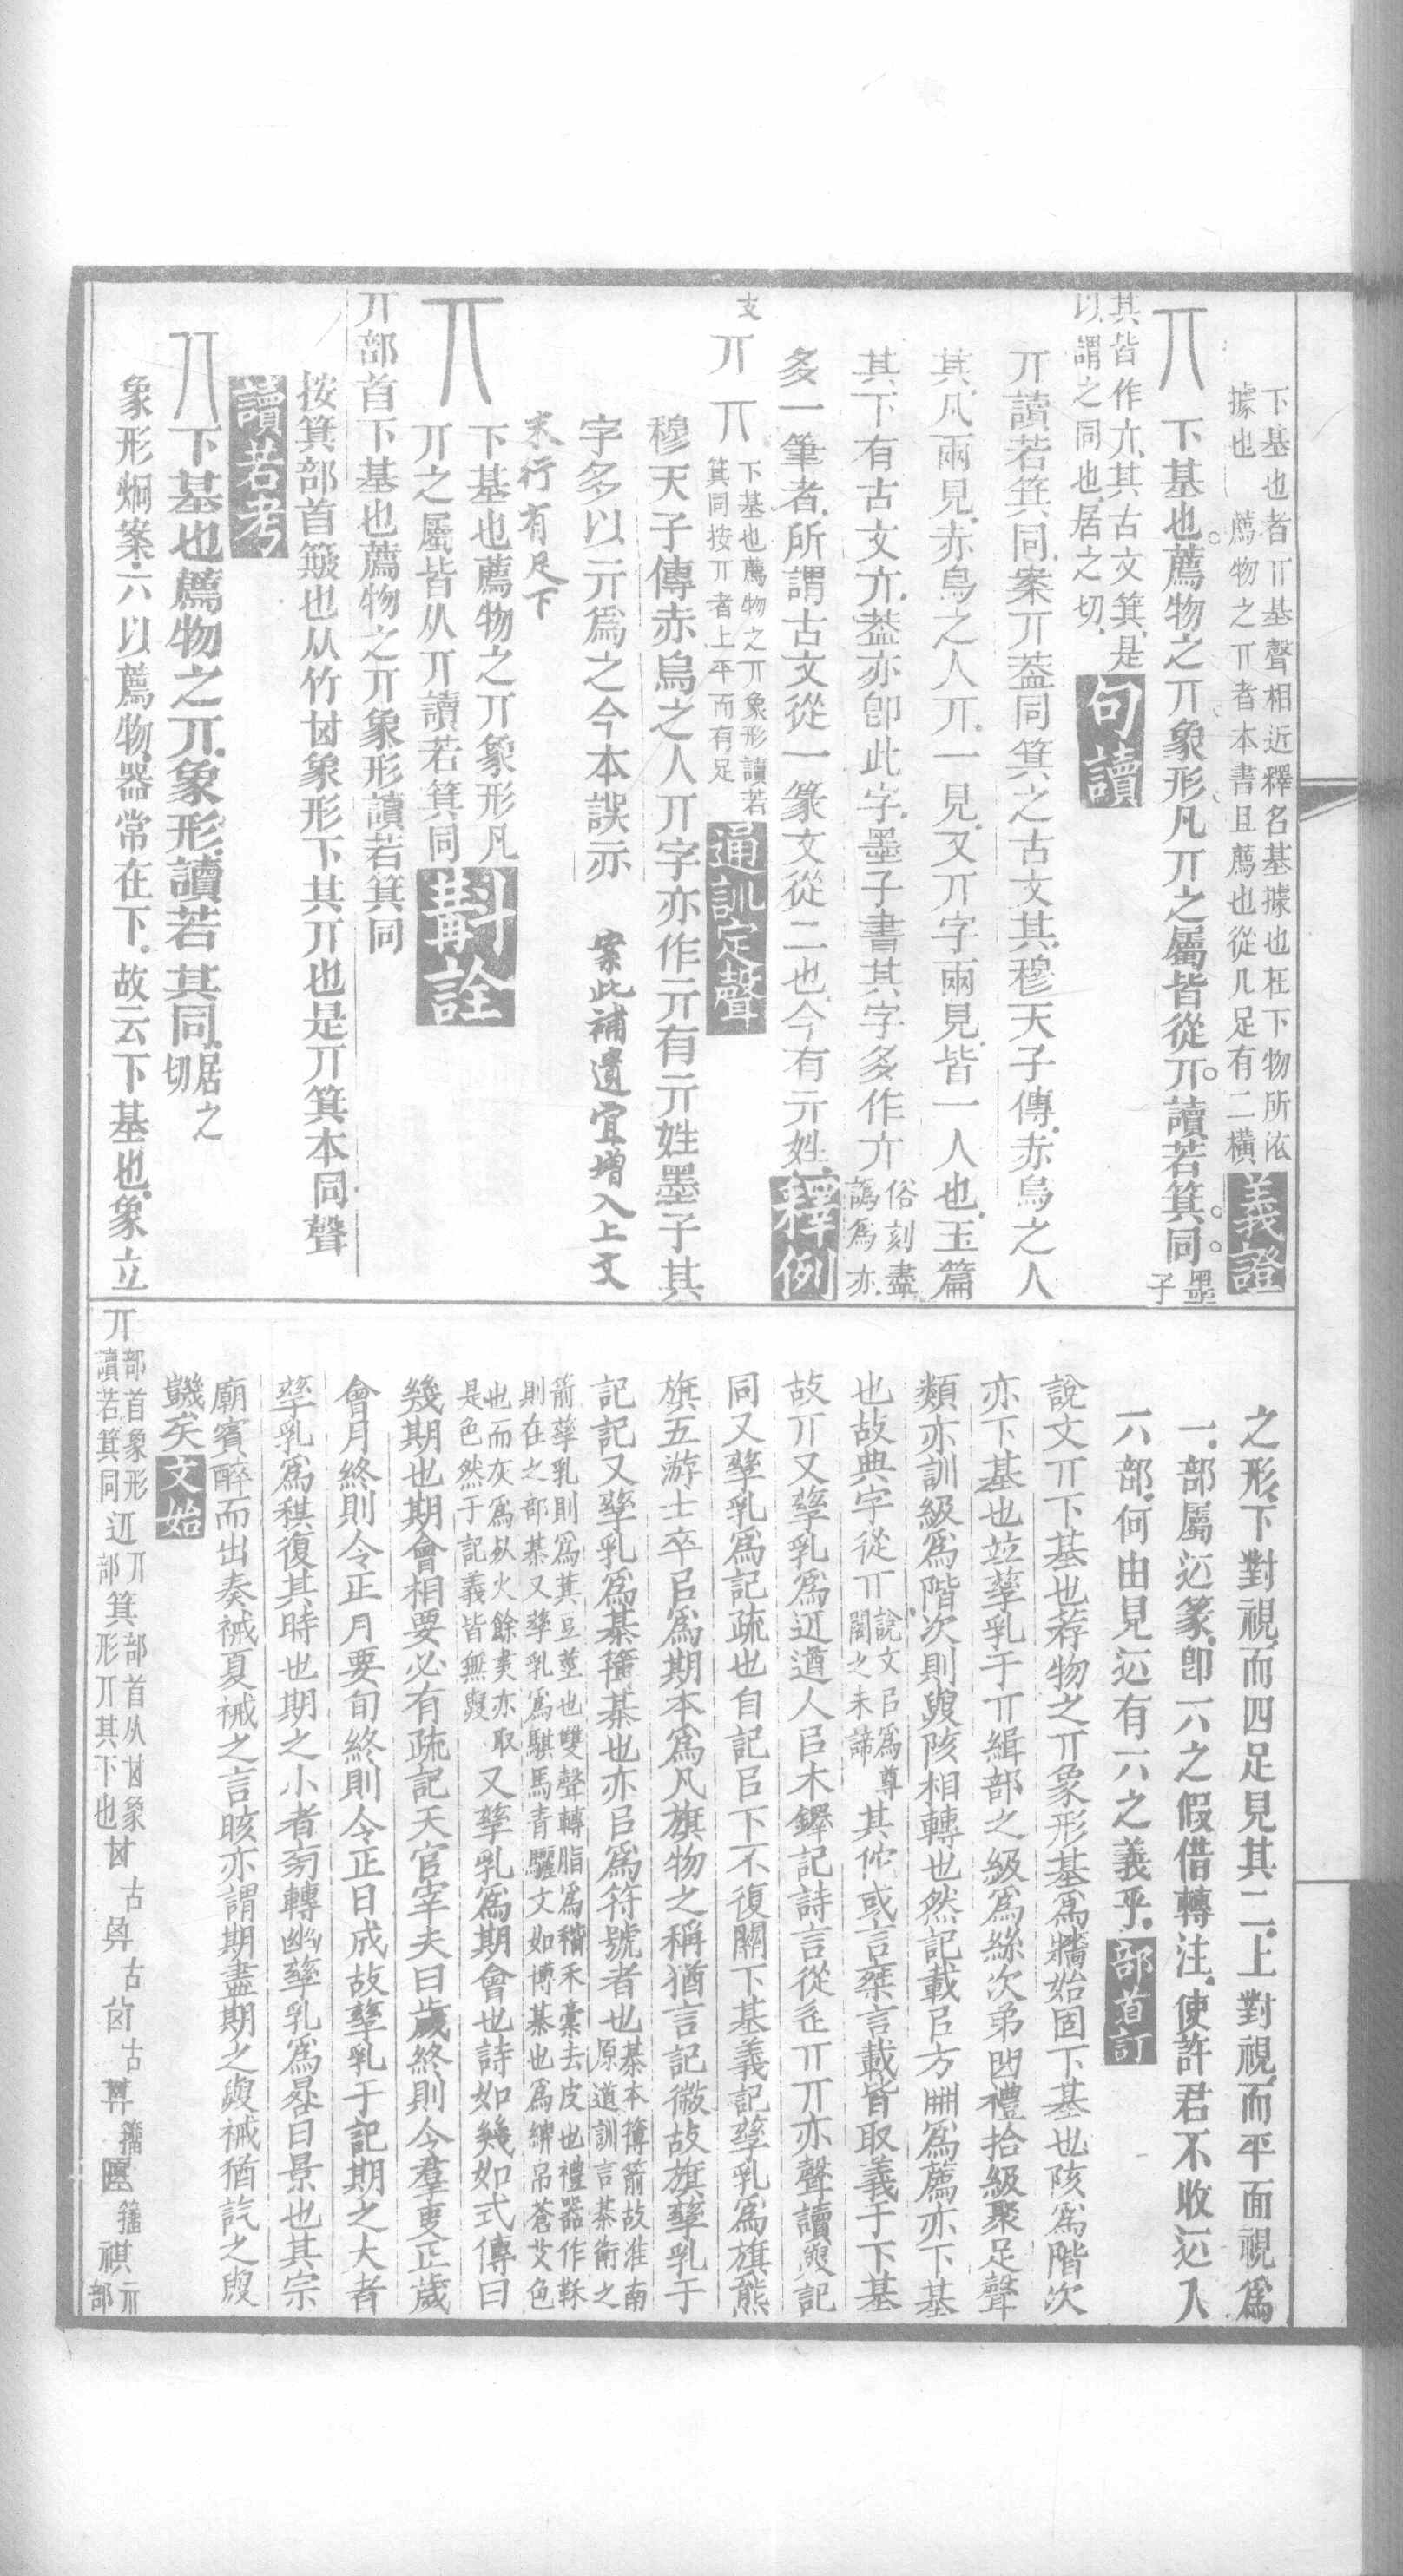 下基也者丌基聲相近釋名基據也在下物所依
據也 薦物之丌者本書且薦也從几足有二橫
義證
丌 下基也薦物之丌象形凡丌之屬皆從丌讀若箕同
墨
子
其皆作亣其古文箕是
以謂之同也居之切
句讀
丌讀若箕同案丌蓋同箕之古文其穆天子傳赤烏之人
其凡兩見赤烏之人丌一見又丌字兩見皆一人也玉篇
其下有古文亣蓋亦卽此字墨子書其字多作亣
俗刻盡
譌爲亦
多一筆者所謂古文從一篆文從二也今有亓姓
釋例
支
丌 丌
下基也薦物之丌象形讀若
箕同按丌者上平而有足
通訓定聲
穆天子傳赤烏之人丌字亦作亓有亓姓墨子其
字多以亓爲之今本誤示
案此補遺宜增入上文
末行有足下
丌
下基也薦物之丌象形凡
丌之屬皆从丌讀若箕同
斠詮
丌部首下基也薦物之丌象形讀若箕同
按箕部首簸也从竹𠀠象形下其丌也是丌箕本同聲
讀若考
丌 下基也薦物之丌象形讀若其同
居之
切
象形炯案六以薦物器常在下故云下基也象立
之形下對視而四足見其二上對視而平面視爲
一部屬䢋篆卽六之假借轉注使許君不收䢋入
六部何由見䢋有六之義乎
部首訂
說文丌下基也荐物之丌象形基爲牆始固下基也陔爲階次
亦下基也竝孳乳于丌緝部之級爲絲次弟四禮拾級聚足聲
類亦訓級爲階次則與陔相轉也然記載㠯方冊爲薦亦下基
也故典字從丌
說文㠯爲尊
閣之未諦
其他或言䒑言載皆取義于下基
故丌又孳乳爲䢋遒人㠯木鐸記詩言從辵丌丌亦聲讀與記
同又孳乳爲記疏也自記㠯下不復關下基義記孳乳爲旗熊
旗五游士卒㠯爲期本爲凡旗物之稱猶言記徽故旗孳乳于
記記又孳乳爲綦簙綦也亦㠯爲符號者也
綦本簙箭故淮南
原道訓言綦衛之
箭孳乳則爲萁豆莖也雙聲轉脂爲稭禾稾去皮也禮器作鞂
則在之部綦又孳乳爲騏馬青驪文如博綦也爲綥帛蒼艾色
也而灰爲從火餘㶳亦取
是色然于記義皆無與
又孳乳爲期會也詩如幾如式傳曰
幾期也期會相要必有疏記天官宰夫曰歲終則令羣吏正歲
會月終則令正月要旬終則令正日成故孳乳于記期之大者
孳乳爲稘復其時也期之小者旁轉幽孳乳爲晷日景也其宗
廟賓醉而出奏祴夏祴之言晐亦謂期盡期之與祴猶訖之與
譏矣
文始
丌
部首象形
讀若箕同
䢋
丌
部
箕
部首从𠀠象
形丌其下也
𠀠
古
古
古
籀
籀
祺
示
部